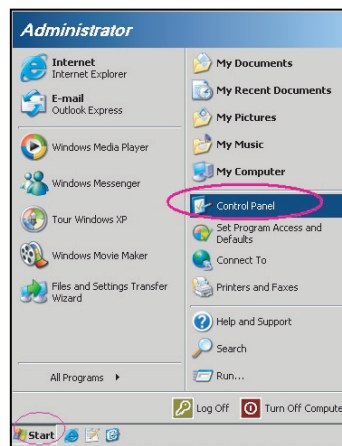 Administrator
Internet
Internet Explorer
E-mail
Outlook Express
Windows Media Player
Windows Messenger
Tour Windows XP
Windows Movie Maker
Files and Settings Transfer
Wizard
All Programs
My Documents
My Recent Documents
My Pictures
My Music
My Computer
Control Panel
Set Program Access and
Defaults
Connect To
Printers and Faxes
Help and Support
Search
Run...
Log Off
Turn Off Compute
Start